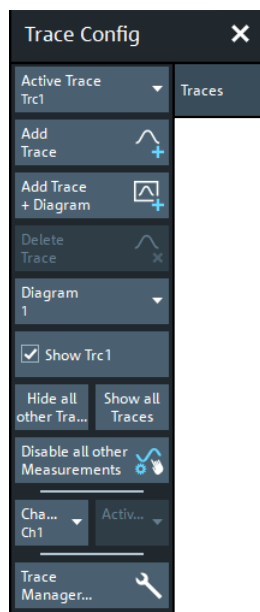 Trace Config
Active Trace
Trc1
Traces
Add
Trace
Add Trace
+ Diagram
Delete
Trace
Diagram
1
Show Trc1
Hide all
other Tra...
Show all
Traces
Disable all other
Measurements
Cha...
Ch1
Activ...
Trace
Manager...